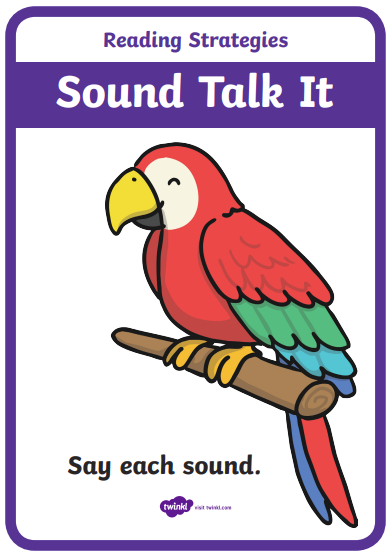 Reading Strategies
Sound Talk It
Say each sound.
twinkl visit twinkl.com